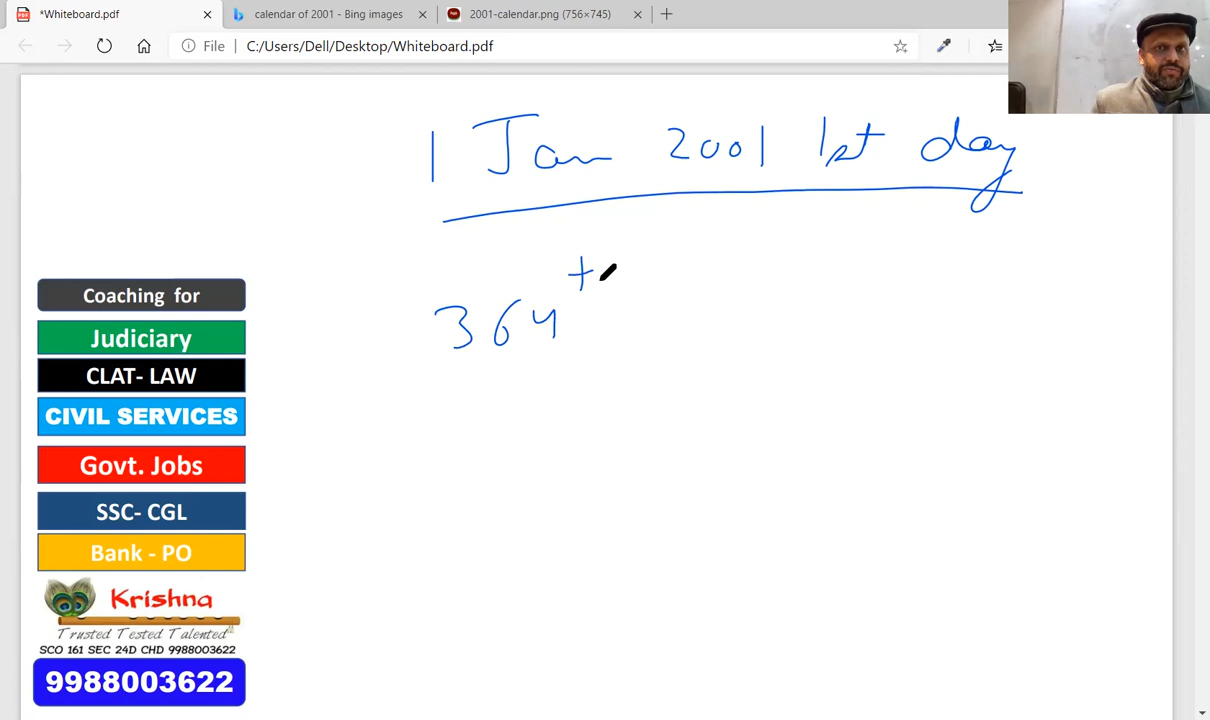 *Whiteboard.pdf
calendar of 2001 - Bing images
2001-calendar.png (756×745)
File
C:/Users/Dell/Desktop/Whiteboard.pdf
1 Jan 2001 1st day
+
364
Coaching for
Judiciary
CLAT- LAW
CIVIL SERVICES
Govt. Jobs
SSC- CGL
Bank - PO
Krishna
Trusted Tested Talented
SCO 161 SEC 24D CHD 9988003622
9988003622